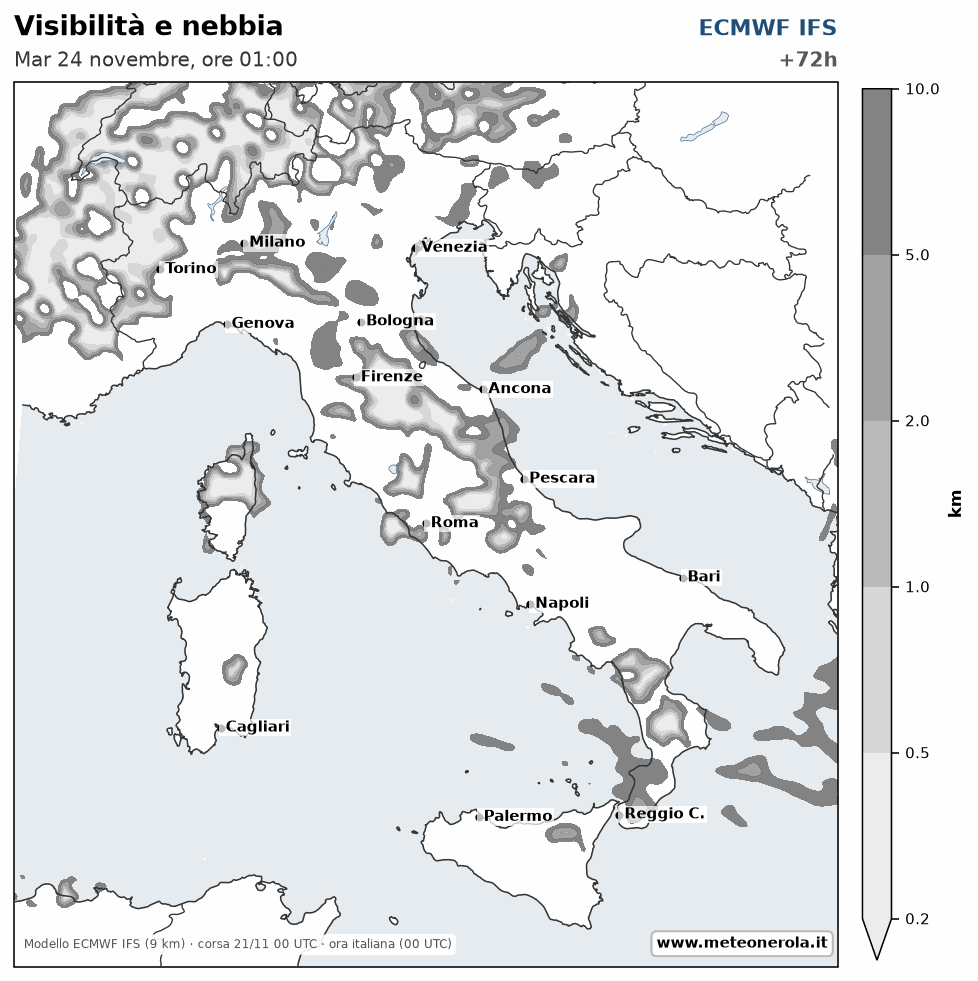 Visibilità e nebbia
ECMWF IFS
Mar 24 novembre, ore 01:00
+72h
10.0
5.0
2.0
1.0
0.5
0.2
km
Milano
Venezia
Torino
Genova
Bologna
Firenze
Ancona
Pescara
Roma
Bari
Napoli
Cagliari
Palermo
Reggio C.
Modello ECMWF IFS (9 km) · corsa 21/11 00 UTC · ora italiana (00 UTC)
www.meteonerola.it